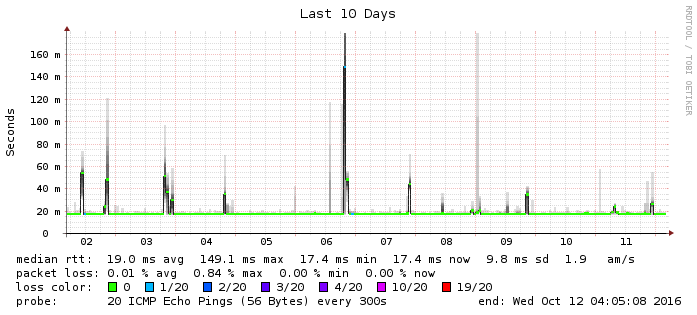 Last 10 Days
RRDTOOL / TOBI OETIKER
Seconds
160 m
140 m
120 m
100 m
80 m
60 m
40 m
20 m
0
02 03 04 05 06 07 08 09 10 11
median rtt: 19.0 ms avg 149.1 ms max 17.4 ms min 17.4 ms now 9.8 ms sd 1.9 am/s
packet loss: 0.01 % avg 0.84 % max 0.00 % min 0.00 % now
loss color: 0 1/20 2/20 3/20 4/20 10/20 19/20
probe: 20 ICMP Echo Pings (56 Bytes) every 300s end: Wed Oct 12 04:05:08 2016